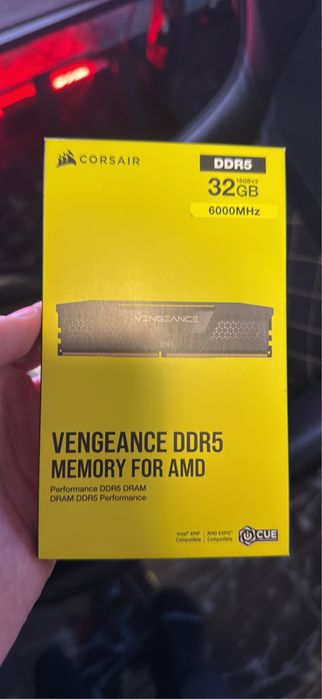 CORSAIR
DDR5
32GB (16GBx2)
6000MHz
VENGEANCE
VENGEANCE DDR5
MEMORY FOR AMD
Performance DDR5 DRAM
DRAM DDR5 Performance
Intel® XMP Compatible
AMD EXPO™ Compatible
iCUE